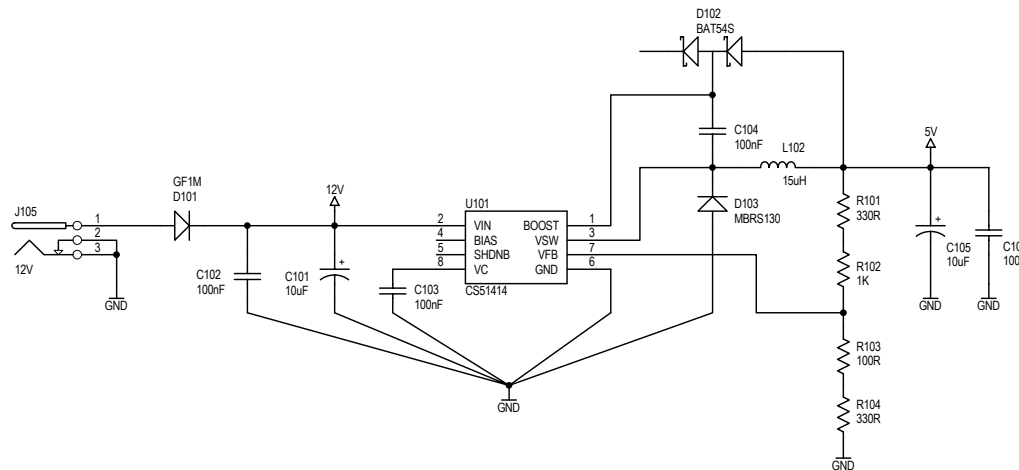 D102
BAT54S
C104
100nF
L102
15uH
5V
GF1M
D101
12V
U101
J105
1
2
3
12V
GND
C102
100nF
C101
10uF
C103
100nF
2 VIN BOOST 1
4 BIAS VSW 3
5 SHDNB VFB 7
8 VC GND 6
CS51414
D103
MBRS130
R101
330R
R102
1K
C105
10uF
GND
GND
R103
100R
R104
330R
GND
GND